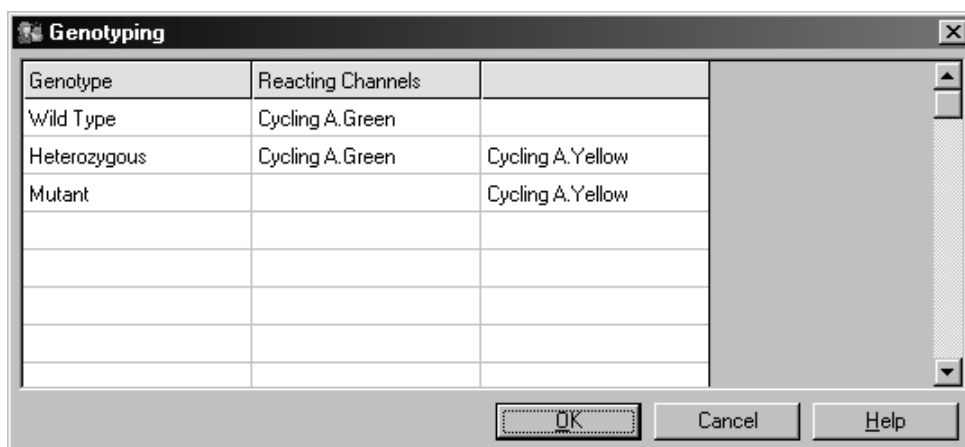 Genotyping
Genotype Reacting Channels
Wild Type Cycling A.Green
Heterozygous Cycling A.Green Cycling A.Yellow
Mutant Cycling A.Yellow
OK Cancel Help